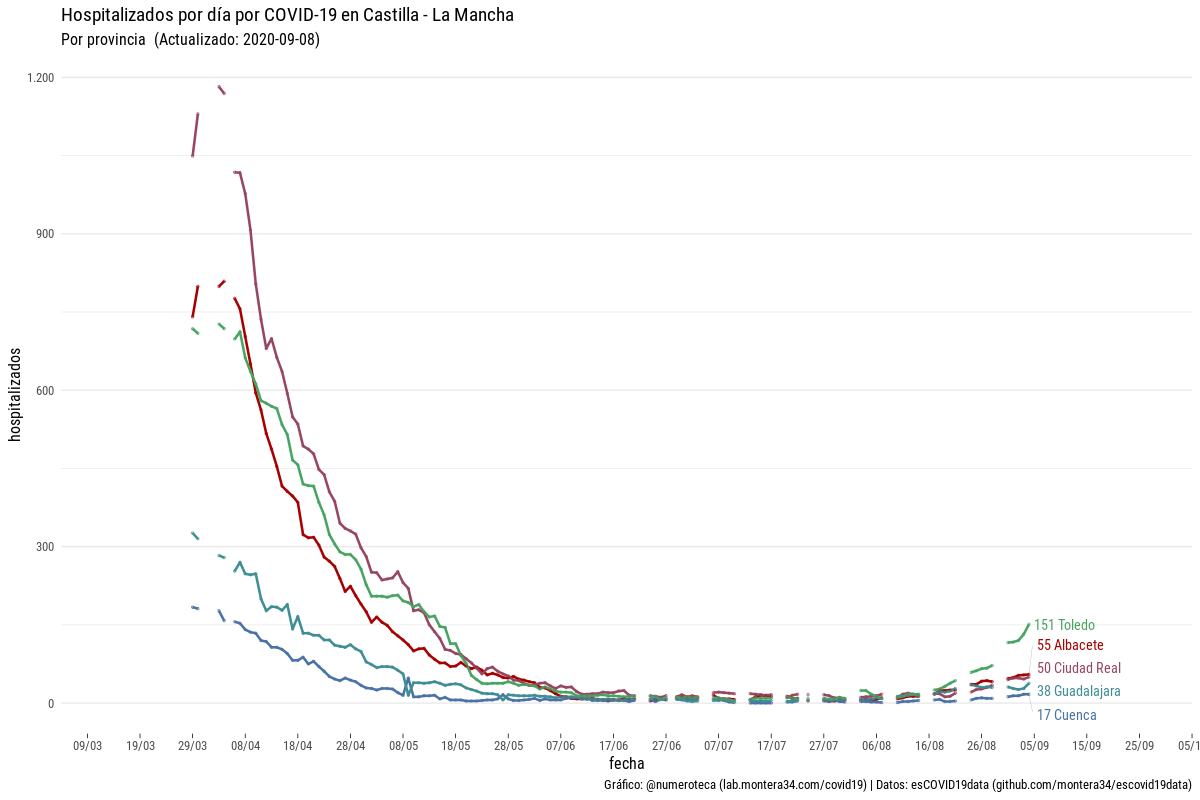 Hospitalizados por día por COVID-19 en Castilla - La Mancha
Por provincia  (Actualizado: 2020-09-08)
1.200
900
600
300
0
hospitalizados
151 Toledo
55 Albacete
50 Ciudad Real
38 Guadalajara
17 Cuenca
09/03 19/03 29/03 08/04 18/04 28/04 08/05 18/05 28/05 07/06 17/06 27/06 07/07 17/07 27/07 06/08 16/08 26/08 05/09 15/09 25/09 05/1
fecha
Gráfico: @numeroteca (lab.montera34.com/covid19) | Datos: esCOVID19data (github.com/montera34/escovid19data)